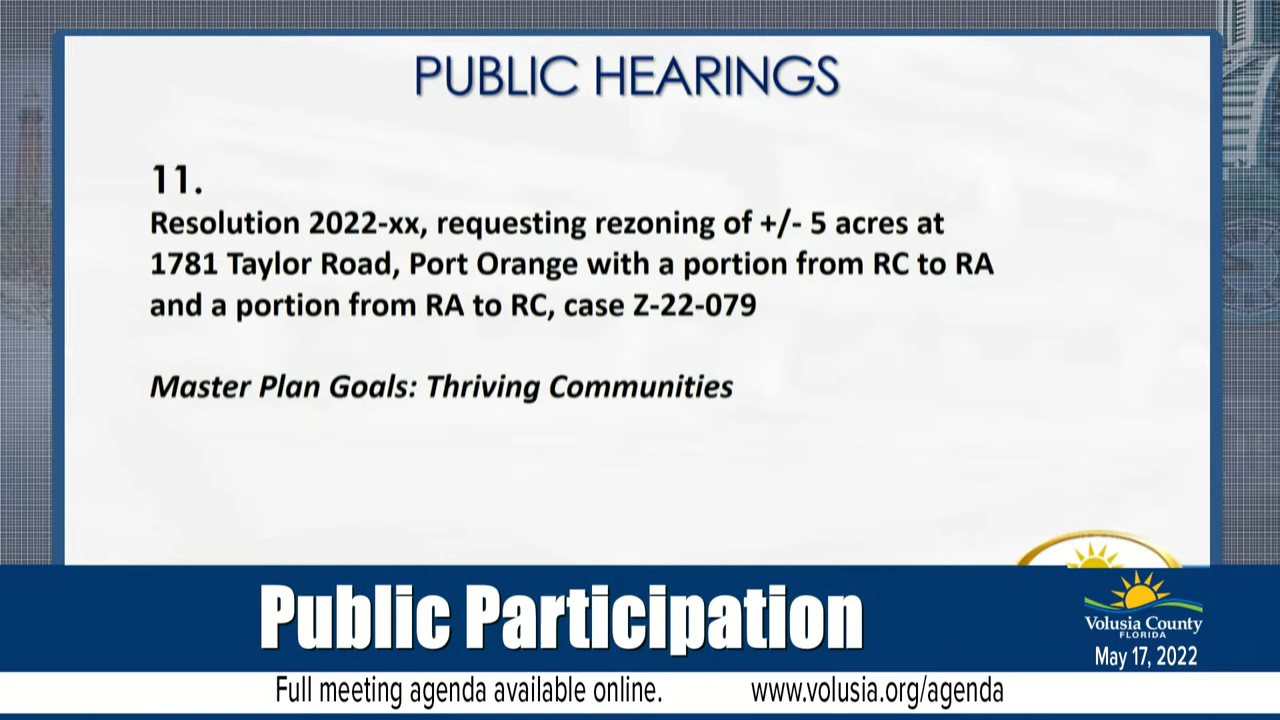 PUBLIC HEARINGS
11.
Resolution 2022-xx, requesting rezoning of +/- 5 acres at
1781 Taylor Road, Port Orange with a portion from RC to RA
and a portion from RA to RC, case Z-22-079
Master Plan Goals: Thriving Communities
Public Participation
Volusia County
FLORIDA
May 17, 2022
Full meeting agenda available online. www.volusia.org/agenda